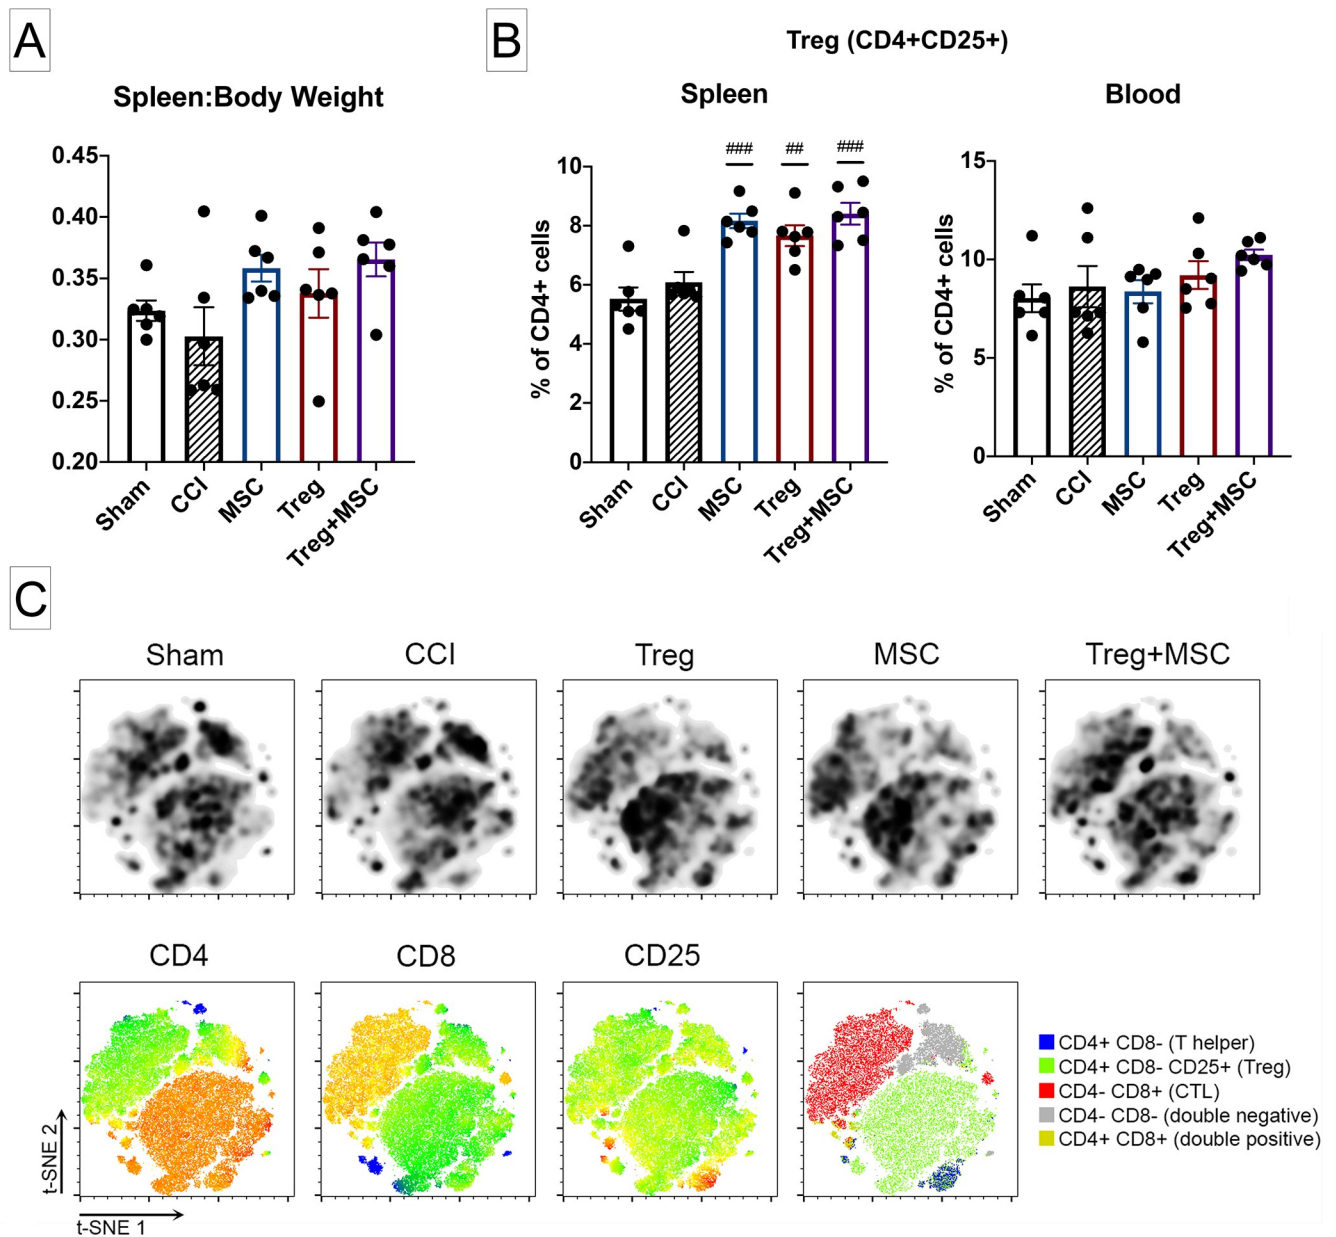 A
B
Treg (CD4+CD25+)
Spleen:Body Weight
Spleen
Blood
0.45
0.40
0.35
0.30
0.25
0.20
Sham
CCI
MSC
Treg
Treg+MSC
% of CD4+ cells
10
8
6
4
2
0
###
##
###
Sham
CCI
MSC
Treg
Treg+MSC
% of CD4+ cells
15
10
5
0
Sham
CCI
MSC
Treg
Treg+MSC
C
Sham
CCI
Treg
MSC
Treg+MSC
CD4
CD8
CD25
t-SNE 2
t-SNE 1
CD4+ CD8- (T helper)
CD4+ CD8- CD25+ (Treg)
CD4- CD8+ (CTL)
CD4- CD8- (double negative)
CD4+ CD8+ (double positive)